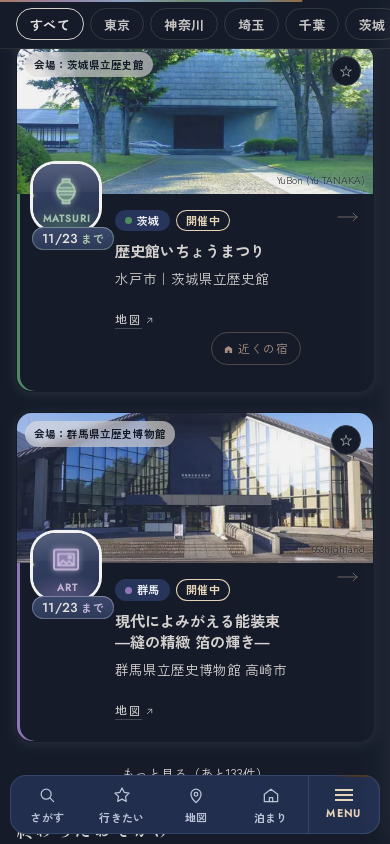 すべて
東京
神奈川
埼玉
千葉
茨城
会場：茨城県立歴史館
YuBon (Yu TANAKA)
MATSURI
11/23 まで
茨城
開催中
歴史館いちょうまつり
水戸市｜茨城県立歴史館
地図
近くの宿
会場：群馬県立歴史博物館
663highland
ART
11/23 まで
群馬
開催中
現代によみがえる能装束
―縫の精緻 箔の輝き―
群馬県立歴史博物館 高崎市
地図
もっと見る（あと133件）
さがす
行きたい
地図
泊まり
MENU